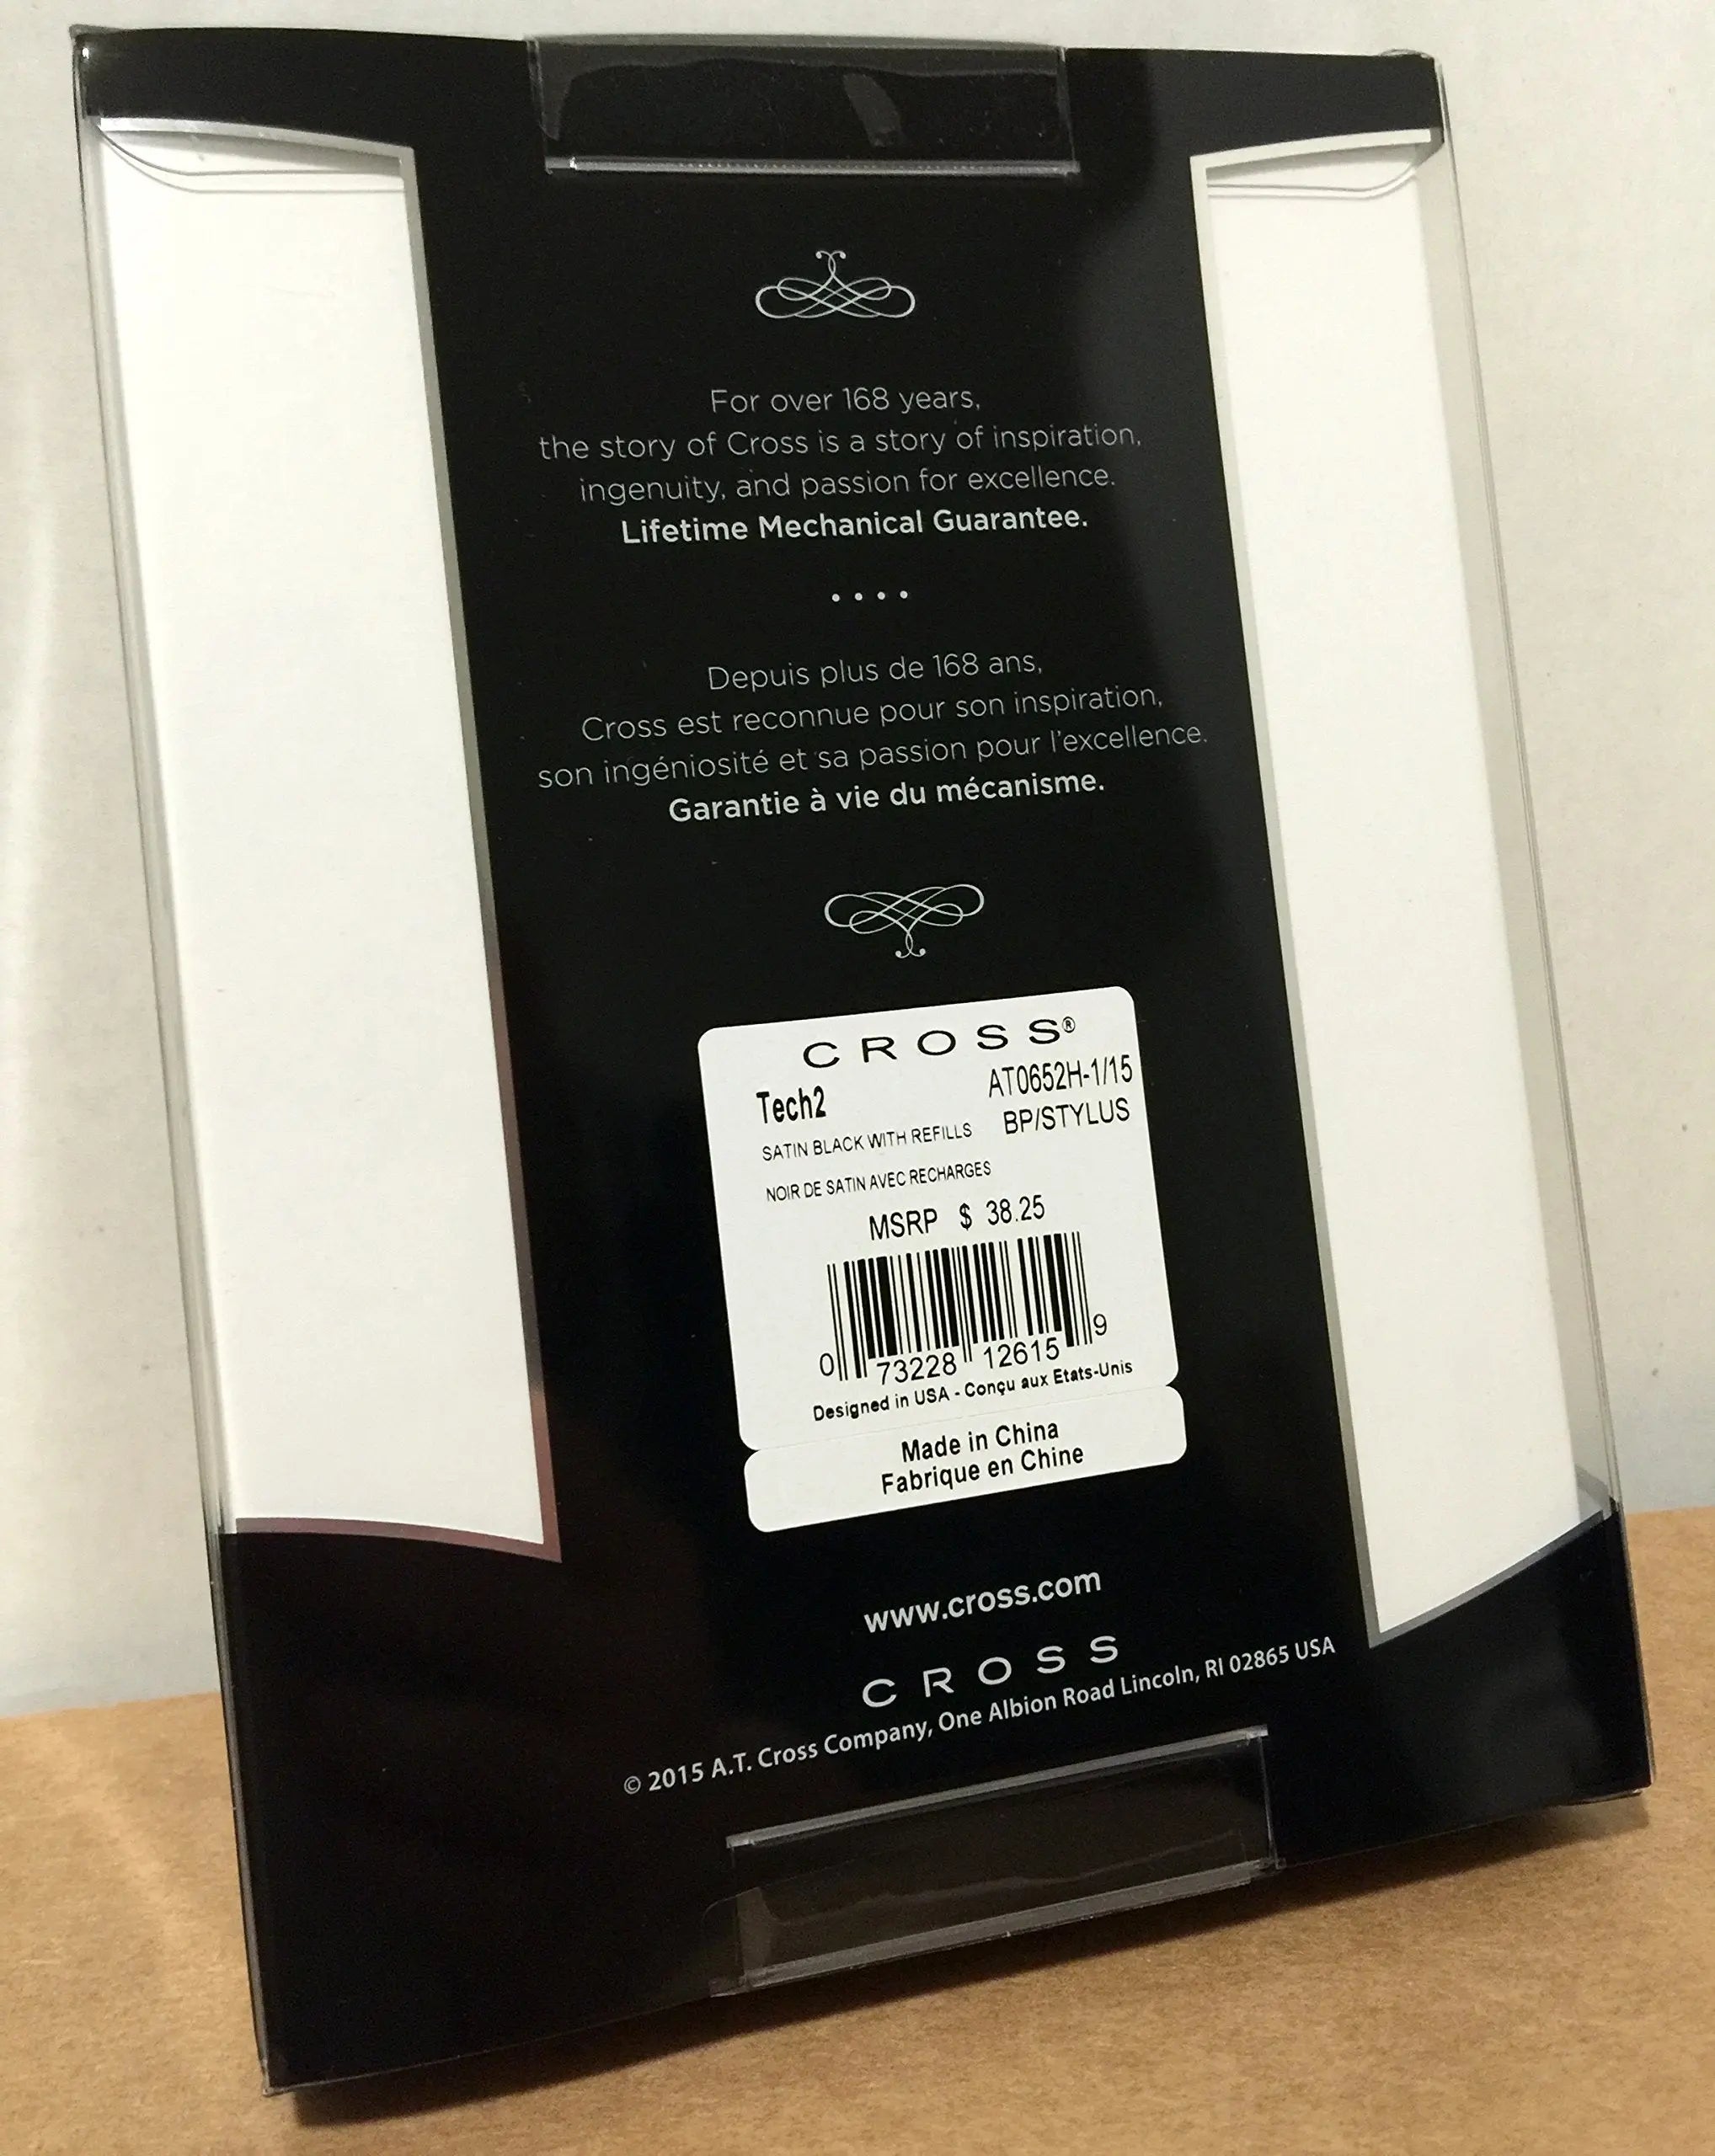 For over 168 years,
the story of Cross is a story of inspiration,
ingenuity, and passion for excellence.
Lifetime Mechanical Guarantee.
Depuis plus de 168 ans,
Cross est reconnue pour son inspiration,
son ingéniosité et sa passion pour l'excellence.
Garantie à vie du mécanisme.
CROSS®
Tech2 AT0652H-1/15
SATIN BLACK WITH REFILLS BP/STYLUS
NOIR DE SATIN AVEC RECHARGES
MSRP $ 38.25
0 73228 12615 9
Designed in USA - Conçu aux Etats-Unis
Made in China
Fabrique en Chine
www.cross.com
CROSS
© 2015 A.T. Cross Company, One Albion Road Lincoln, RI 02865 USA